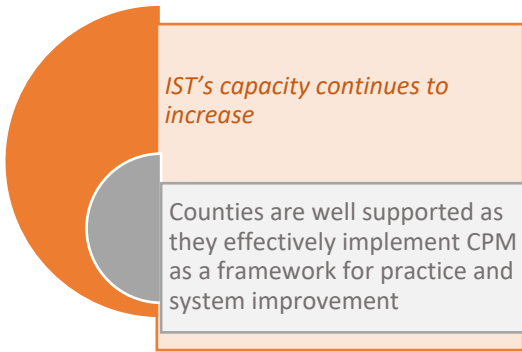 IST’s capacity continues to
increase
Counties are well supported as
they effectively implement CPM
as a framework for practice and
system improvement